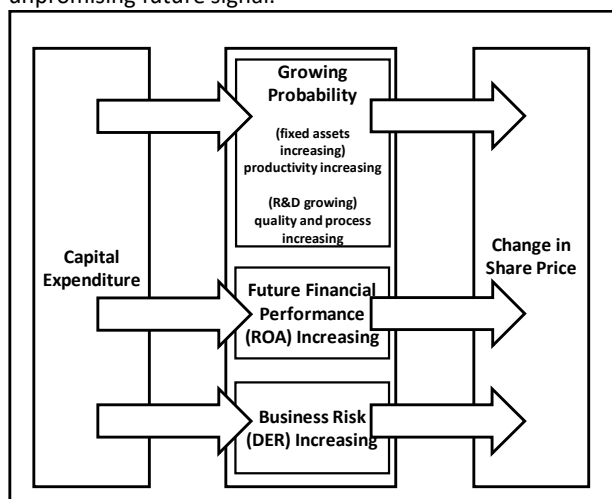 unpromising future signal.
Growing
Probability
(fixed assets
increasing)
productivity increasing
(R&D growing)
quality and process
increasing
Capital
Expenditure
Change in
Share Price
Future Financial
Performance
(ROA) Increasing
Business Risk
(DER) Increasing